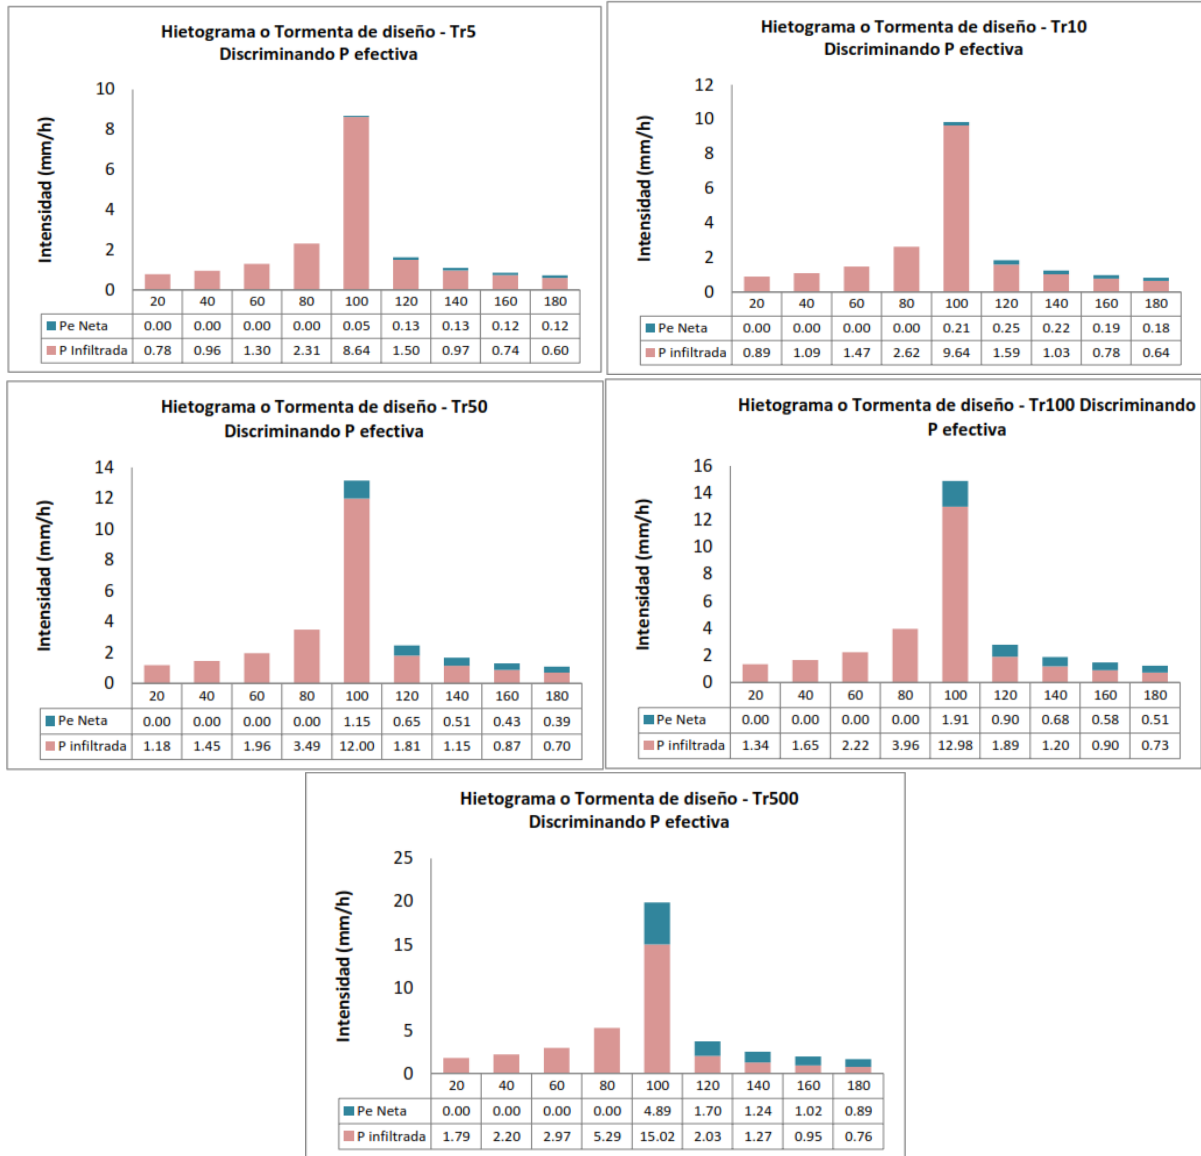 Hietograma o Tormenta de diseño - Tr5
Discriminando P efectiva
Intensidad (mm/h)
10
8
6
4
2
0
20 40 60 80 100 120 140 160 180
Pe Neta 0.00 0.00 0.00 0.00 0.05 0.13 0.13 0.12 0.12
P Infiltrada 0.78 0.96 1.30 2.31 8.64 1.50 0.97 0.74 0.60
Hietograma o Tormenta de diseño - Tr10
Discriminando P efectiva
Intensidad (mm/h)
12
10
8
6
4
2
0
20 40 60 80 100 120 140 160 180
Pe Neta 0.00 0.00 0.00 0.00 0.21 0.25 0.22 0.19 0.18
P infiltrada 0.89 1.09 1.47 2.62 9.64 1.59 1.03 0.78 0.64
Hietograma o Tormenta de diseño - Tr50
Discriminando P efectiva
Intensidad (mm/h)
14
12
10
8
6
4
2
0
20 40 60 80 100 120 140 160 180
Pe Neta 0.00 0.00 0.00 0.00 1.15 0.65 0.51 0.43 0.39
P infiltrada 1.18 1.45 1.96 3.49 12.00 1.81 1.15 0.87 0.70
Hietograma o Tormenta de diseño - Tr100 Discriminando
P efectiva
Intensidad (mm/h)
16
14
12
10
8
6
4
2
0
20 40 60 80 100 120 140 160 180
Pe Neta 0.00 0.00 0.00 0.00 1.91 0.90 0.68 0.58 0.51
P infiltrada 1.34 1.65 2.22 3.96 12.98 1.89 1.20 0.90 0.73
Hietograma o Tormenta de diseño - Tr500
Discriminando P efectiva
Intensidad (mm/h)
25
20
15
10
5
0
20 40 60 80 100 120 140 160 180
Pe Neta 0.00 0.00 0.00 0.00 4.89 1.70 1.24 1.02 0.89
P infiltrada 1.79 2.20 2.97 5.29 15.02 2.03 1.27 0.95 0.76